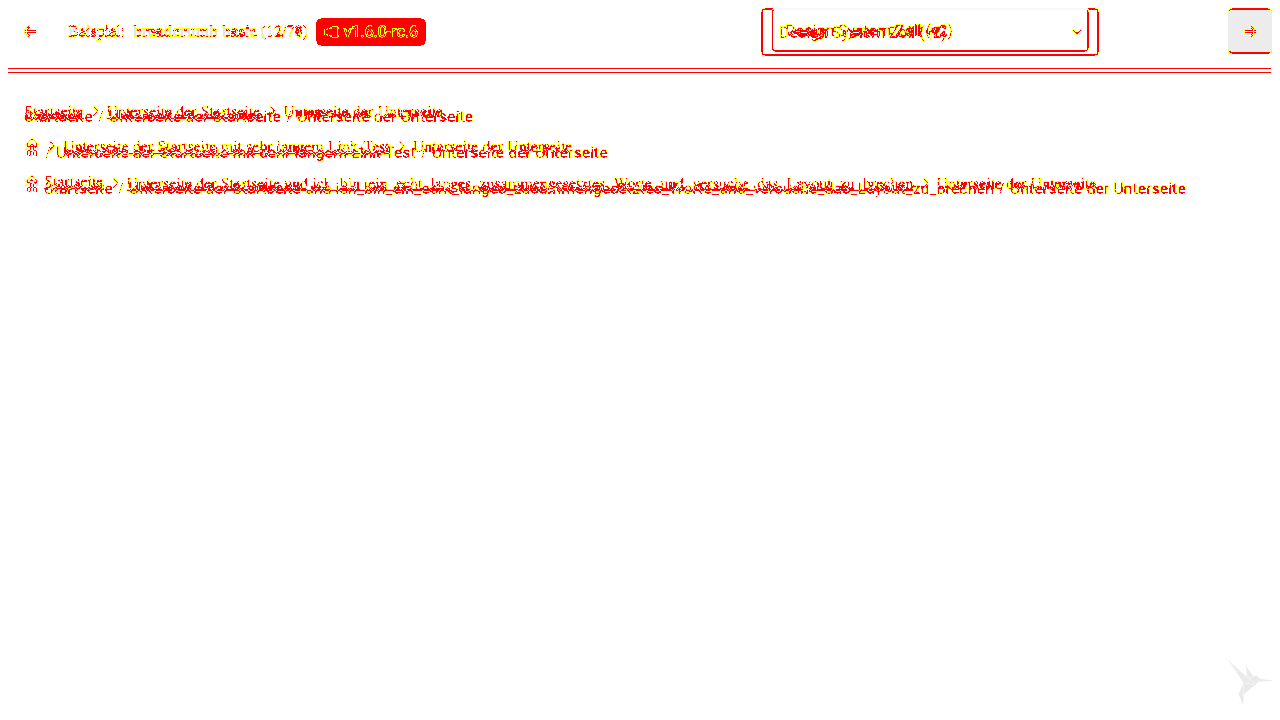 Beispiel: breadcrumb basic (12/78) v1.6.0-rc.6
Design System Zoll (v2)
Startseite / Unterseite der Startseite / Unterseite der Unterseite
/ Unterseite der Startseite mit sehr langem Link-Text / Unterseite der Unterseite
Startseite / Unterseite der Startseite und ich_bin_ein_echt_langes_zusammengesetztes_Worte_und_versuche_das_Layout_zu_brechen / Unterseite der Unterseite